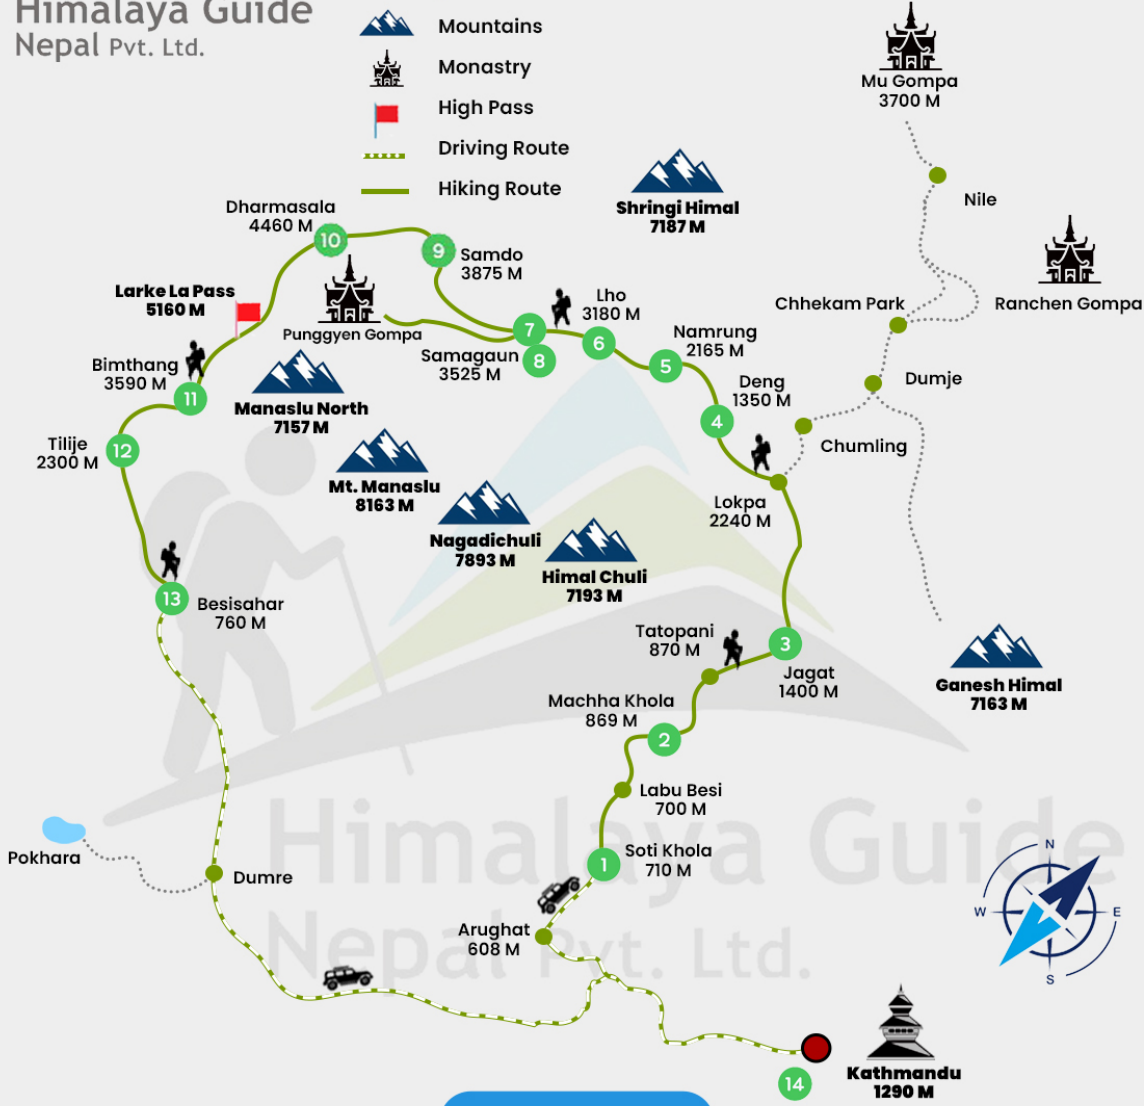 Himalaya Guide
Nepal Pvt. Ltd.
Mountains
Monastry
High Pass
Driving Route
Hiking Route
Mu Gompa
3700 M
Nile
Shringi Himal
7187 M
Ranchen Gompa
Chhekam Park
Dumje
Chumling
Dharmasala
4460 M
10
9
Samdo
3875 M
Larke La Pass
5160 M
Punggyen Gompa
7
8
Samagaun
3525 M
Lho
3180 M
6
Namrung
2165 M
5
Deng
1350 M
4
Bimthang
3590 M
11
Manaslu North
7157 M
Tilije
2300 M
12
Mt. Manaslu
8163 M
Nagadichuli
7893 M
Himal Chuli
7193 M
Lokpa
2240 M
13
Besisahar
760 M
Tatopani
870 M
3
Jagat
1400 M
Ganesh Himal
7163 M
Machha Khola
869 M
2
Labu Besi
700 M
Himalaya Guide
Nepal Pvt. Ltd.
Pokhara
Dumre
1
Soti Khola
710 M
Arughat
608 M
N
W
E
S
14
Kathmandu
1290 M